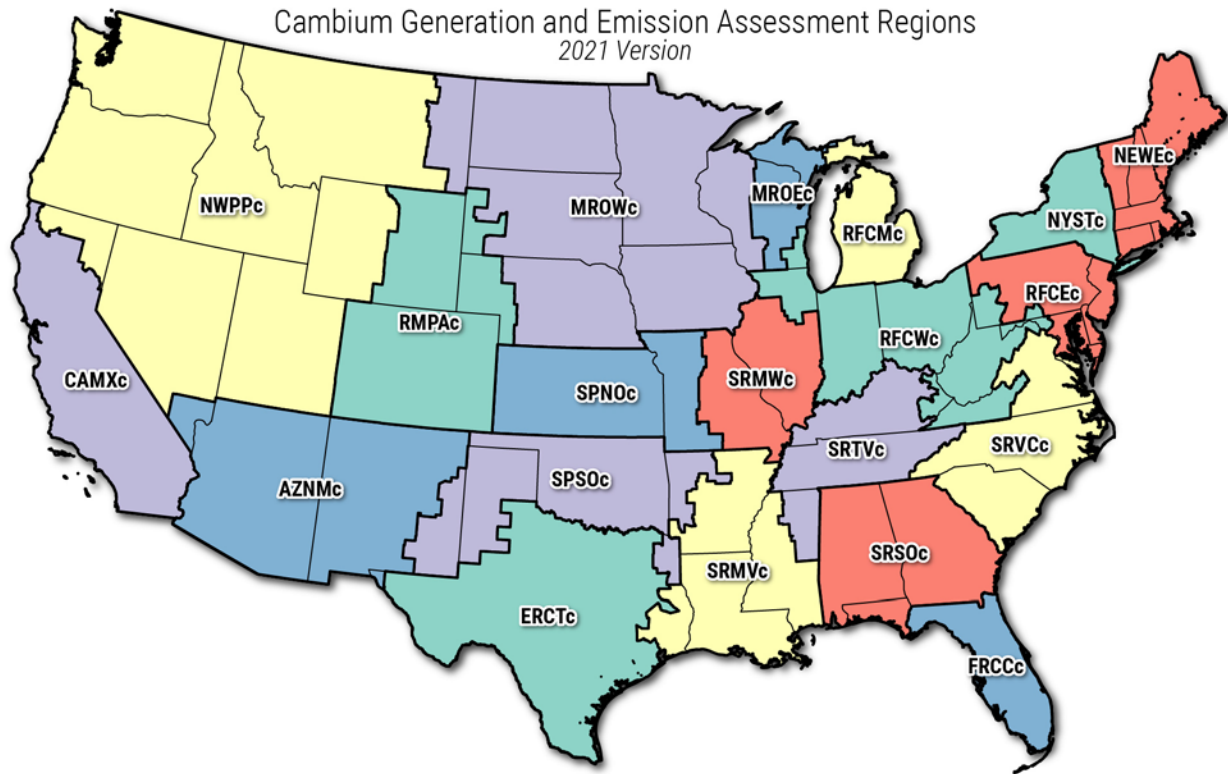 Cambium Generation and Emission Assessment Regions
2021 Version
NEWEc
NWPPc
MROWc
MROEc
NYSTc
RFCMc
RFCEc
RMPAc
RFCWc
CAMXc
SRMWc
SPNOc
SRTVc
SRVCc
AZNMc
SPSOc
SRSOc
SRMVc
ERCTc
FRCCc